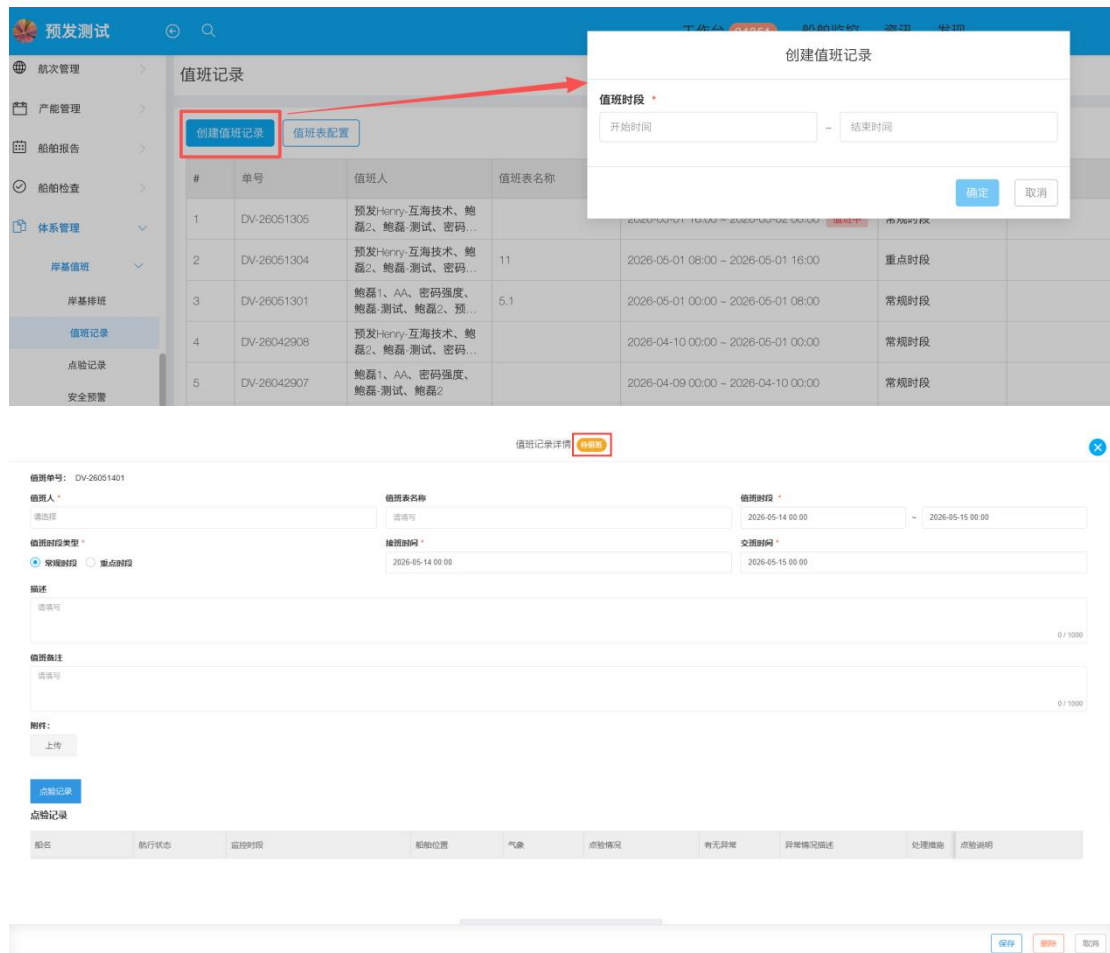 预发测试
航次管理
产能管理
船舶报告
船舶检查
体系管理
岸基值班
岸基排班
值班记录
点验记录
安全预警
值班记录
创建值班记录 值班表配置
# 单号 值班人 值班表名称
1 DV-26051305 预发Henry-互海技术、鲍磊2、鲍磊-测试、密码...
2 DV-26051304 预发Henry-互海技术、鲍磊2、鲍磊-测试、密码... 11 2026-05-01 08:00 ~ 2026-05-01 16:00 重点时段
3 DV-26051301 鲍磊1、AA、密码强度、鲍磊-测试、鲍磊2、预... 5.1 2026-05-01 00:00 ~ 2026-05-01 08:00 常规时段
4 DV-26042908 预发Henry-互海技术、鲍磊2、鲍磊-测试、密码... 2026-04-10 00:00 ~ 2026-05-01 00:00 常规时段
5 DV-26042907 鲍磊1、AA、密码强度、鲍磊-测试、鲍磊2 2026-04-09 00:00 ~ 2026-04-10 00:00 常规时段
创建值班记录
值班时段 *
开始时间 ~ 结束时间
确定 取消
值班记录详情 待值班
值班单号: DV-26051401
值班人 * 值班表名称 值班时段 *
请选择 请填写 2026-05-14 00:00 ~ 2026-05-15 00:00
值班时段类型 * 接班时间 * 交班时间 *
常规时段 重点时段 2026-05-14 00:00 2026-05-15 00:00
描述
请填写
0 / 1000
值班备注
请填写
0 / 1000
附件:
上传
点验记录
点验记录
船名 航行状态 监控时段 船舶位置 气象 点验情况 有无异常 异常情况描述 处理措施 点验说明
保存 删除 取消